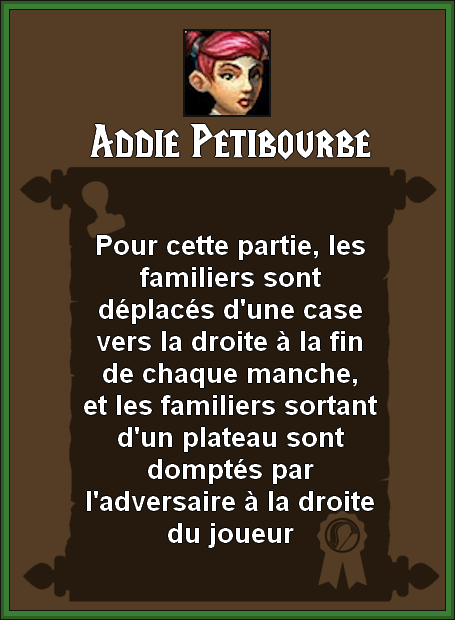 Addie Petibourbe
Pour cette partie, les
familiers sont
déplacés d'une case
vers la droite à la fin
de chaque manche,
et les familiers sortant
d'un plateau sont
domptés par
l'adversaire à la droite
du joueur